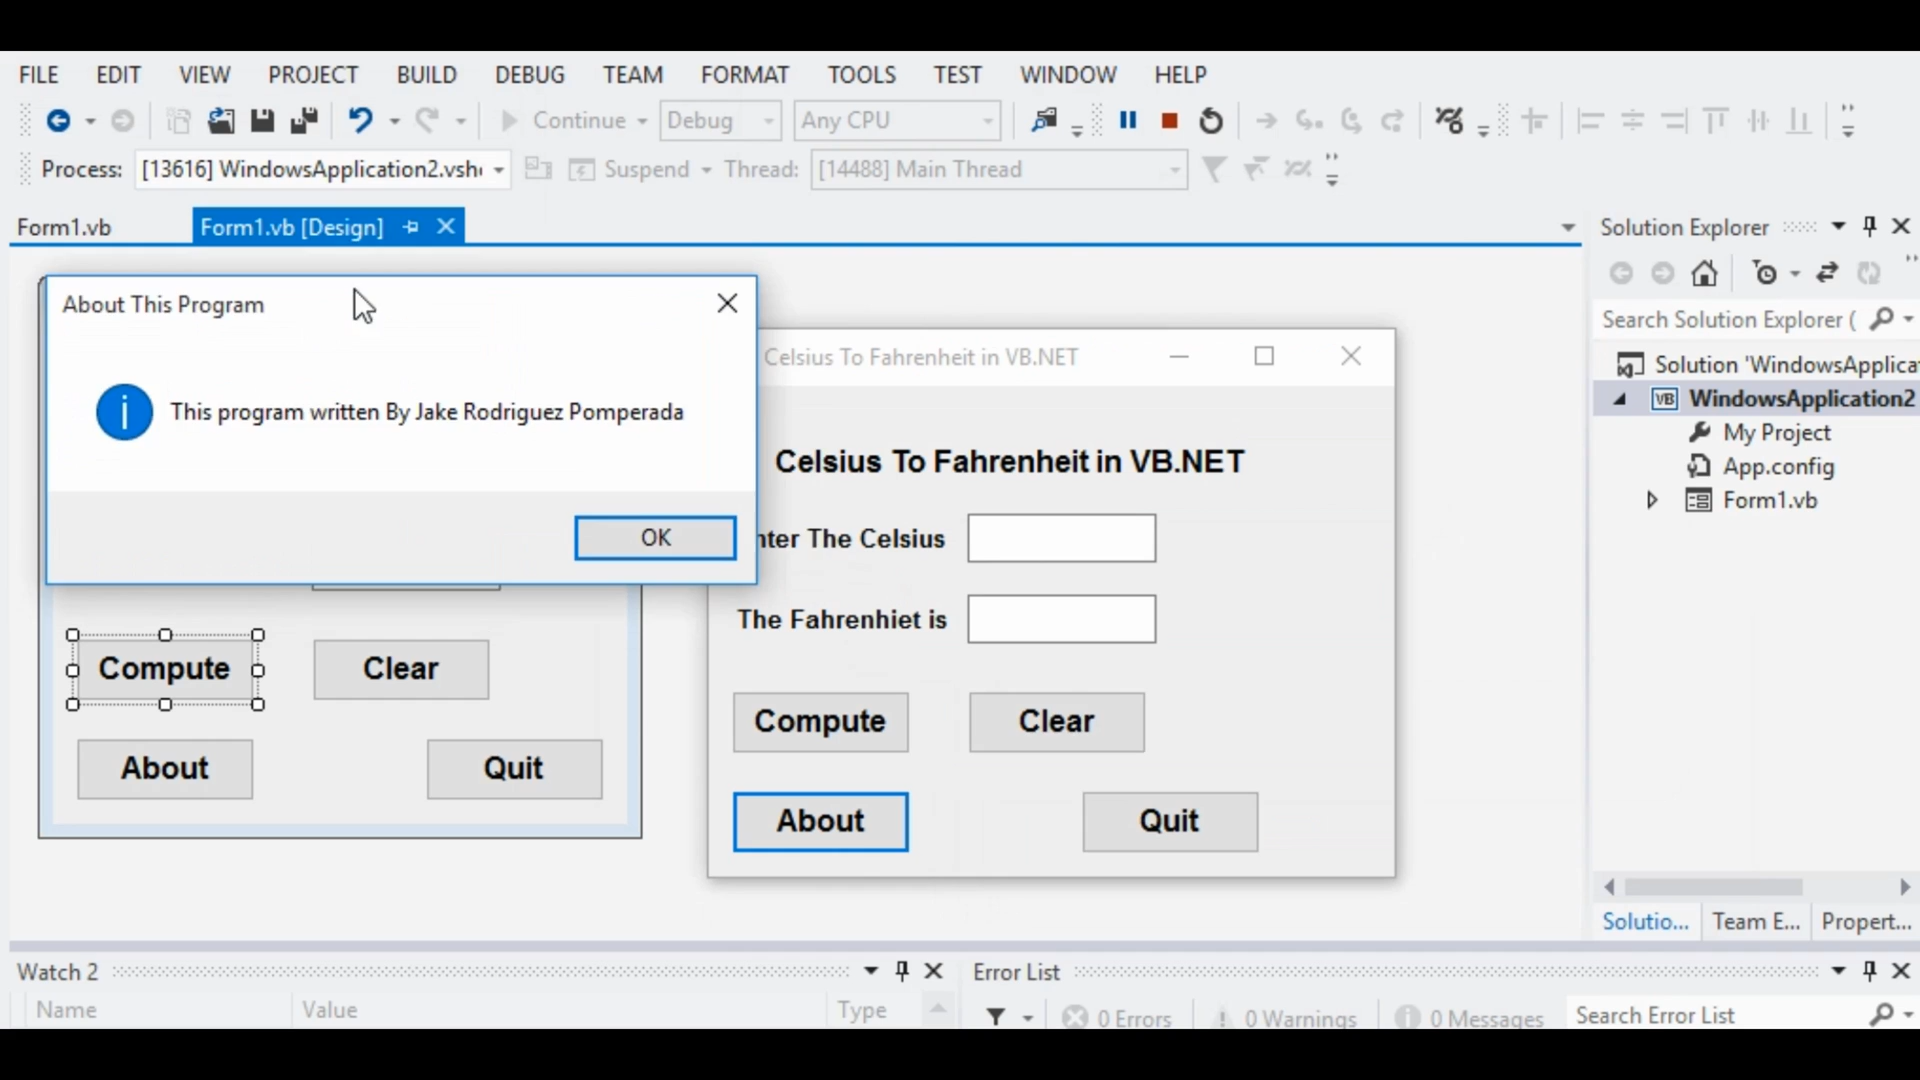 FILE EDIT VIEW PROJECT BUILD DEBUG TEAM FORMAT TOOLS TEST WINDOW HELP
Continue Debug Any CPU
Process: [13616] WindowsApplication2.vsh Suspend Thread: [14488] Main Thread
Form1.vb Form1.vb [Design]
Solution Explorer
About This Program
This program written By Jake Rodriguez Pomperada
OK
Compute Clear
About Quit
Celsius To Fahrenheit in VB.NET
Celsius To Fahrenheit in VB.NET
nter The Celsius
The Fahrenhiet is
Compute Clear
About Quit
Search Solution Explorer (
Solution 'WindowsApplica
VB WindowsApplication2
My Project
App.config
Form1.vb
Solutio... Team E... Propert...
Watch 2
Name Value Type
Error List
0 Errors 0 Warnings 0 Messages Search Error List